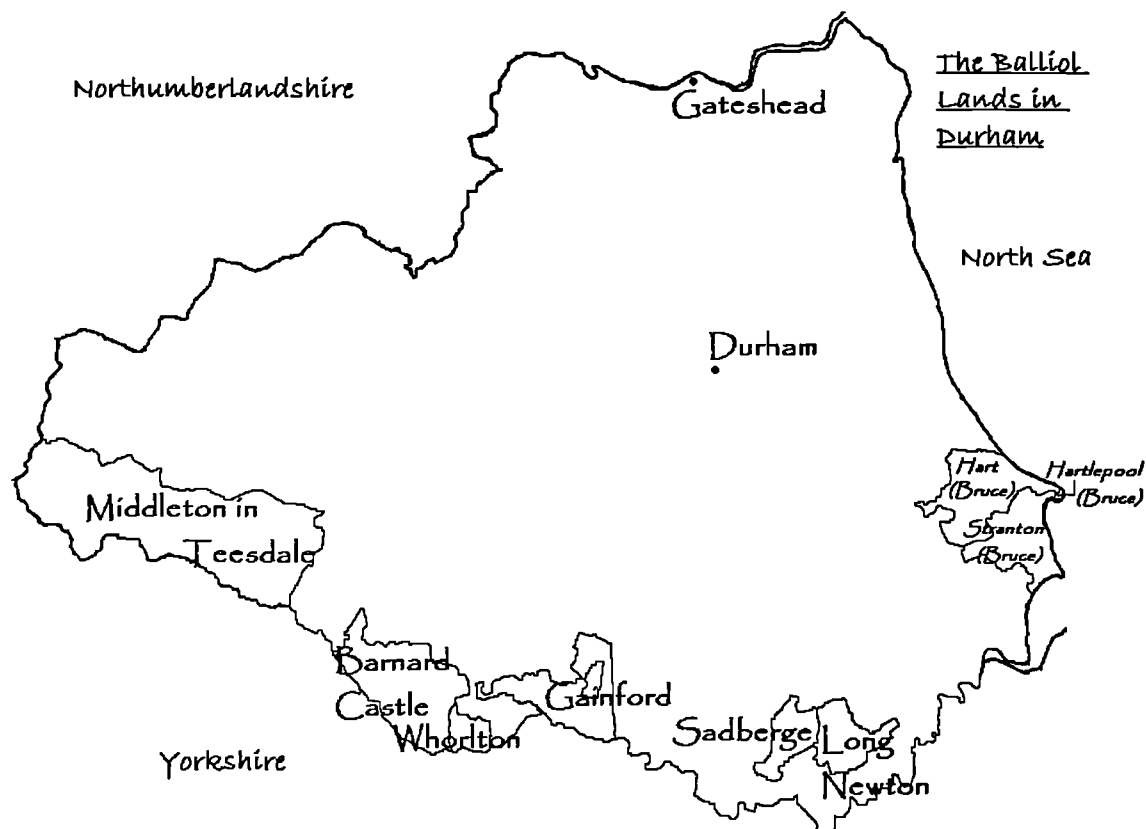 The Balliol
Lands in
Durham
Northumberlandshire
Gateshead
North Sea
Durham
Hart
(Bruce)
Hartlepool
(Bruce)
Stranton
(Bruce)
Middleton in
Teesdale
Barnard
Castle
Whorlton
Gainford
Sadberge
Long
Newton
Yorkshire